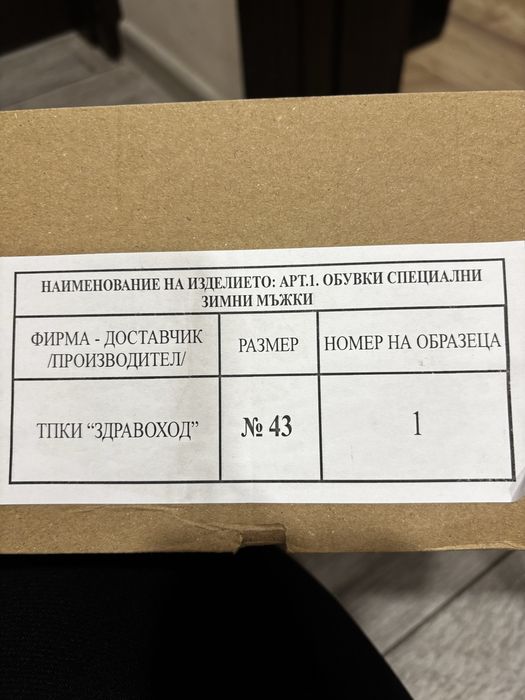 НАИМЕНОВАНИЕ НА ИЗДЕЛИЕТО: АРТ.1. ОБУВКИ СПЕЦИАЛНИ
ЗИМНИ МЪЖКИ
ФИРМА - ДОСТАВЧИК
/ПРОИЗВОДИТЕЛ/
РАЗМЕР
НОМЕР НА ОБРАЗЕЦА
ТПКИ “ЗДРАВОХОД”
№ 43
1